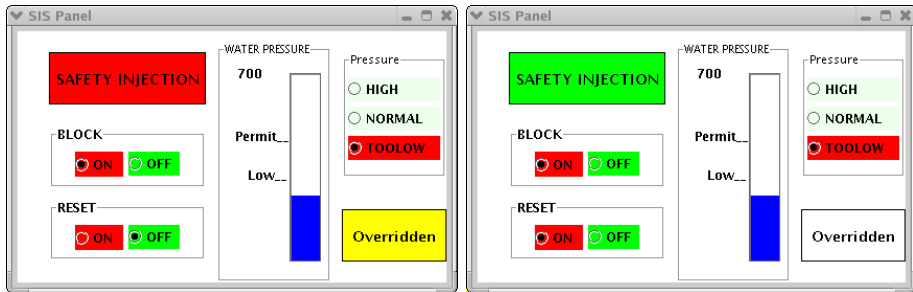 SIS Panel
SAFETY INJECTION
BLOCK
ON OFF
RESET
ON OFF
WATER PRESSURE
700
Permit__
Low__
Pressure
HIGH
NORMAL
TOOLOW
Overridden
SIS Panel
SAFETY INJECTION
BLOCK
ON OFF
RESET
ON OFF
WATER PRESSURE
700
Permit__
Low__
Pressure
HIGH
NORMAL
TOOLOW
Overridden